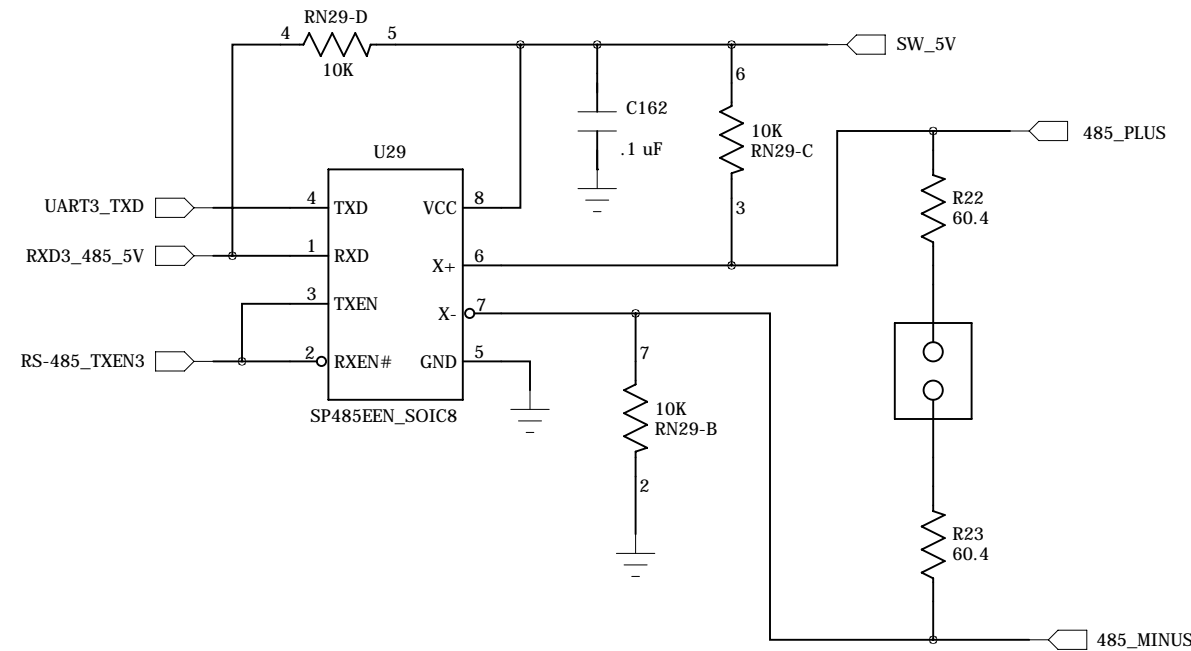 RN29-D
4
5
10K
SW_5V
6
C162
.1 uF
10K
RN29-C
3
485_PLUS
U29
UART3_TXD
4
TXD
VCC
8
R22
60.4
RXD3_485_5V
1
RXD
X+
6
3
TXEN
X-
7
RS-485_TXEN3
2
RXEN#
GND
5
7
SP485EEN_SOIC8
10K
RN29-B
2
R23
60.4
485_MINUS